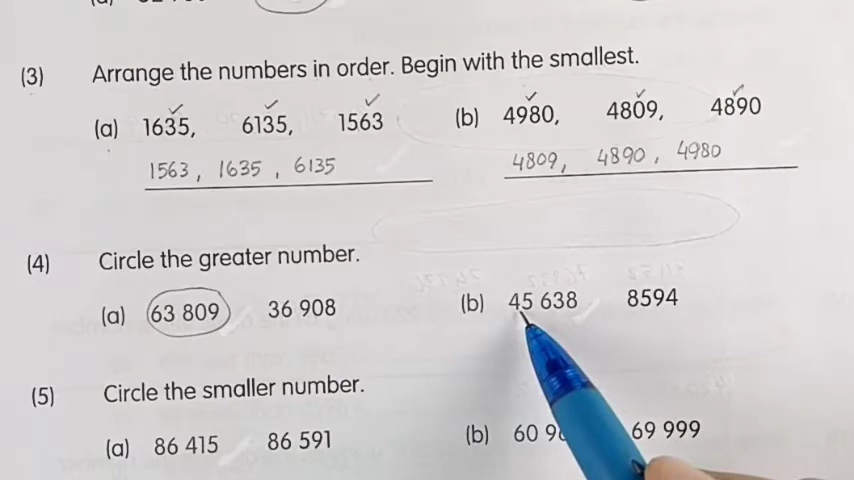 (3) Arrange the numbers in order. Begin with the smallest.
(a) 1635, 6135, 1563 (b) 4980, 4809, 4890
1563, 1635, 6135 4809, 4890, 4980
(4) Circle the greater number.
(a) 63 809 36 908 (b) 45 638 8594
(5) Circle the smaller number.
(a) 86 415 86 591 (b) 69 999